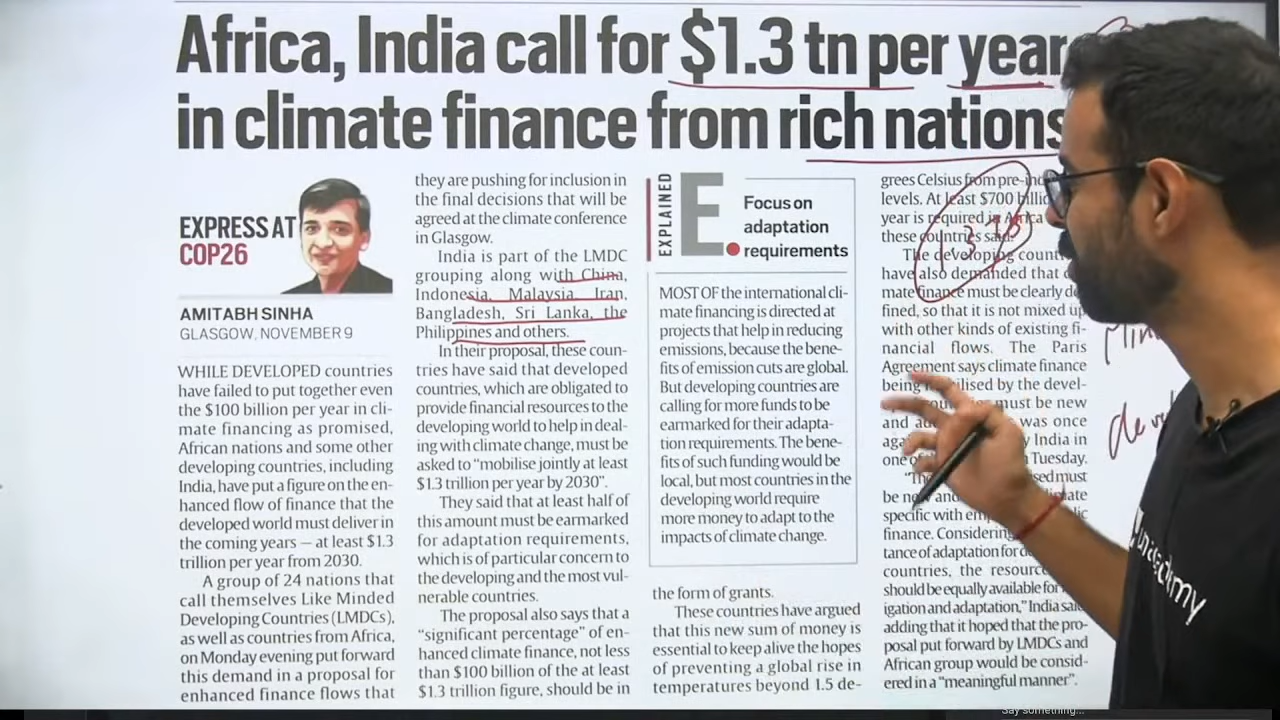 Africa, India call for $1.3 tn per year
in climate finance from rich nations
EXPRESS AT
COP26
AMITABH SINHA
GLASGOW, NOVEMBER 9
WHILE DEVELOPED countries
have failed to put together even
the $100 billion per year in cli-
mate financing as promised,
African nations and some other
developing countries, including
India, have put a figure on the en-
hanced flow of finance that the
developed world must deliver in
the coming years — at least $1.3
trillion per year from 2030.
A group of 24 nations that
call themselves Like Minded
Developing Countries (LMDCs),
as well as countries from Africa,
on Monday evening put forward
this demand in a proposal for
enhanced finance flows that
they are pushing for inclusion in
the final decisions that will be
agreed at the climate conference
in Glasgow.
India is part of the LMDC
grouping along with China,
Indonesia, Malaysia, Iran,
Bangladesh, Sri Lanka, the
Philippines and others.
In their proposal, these coun-
tries have said that developed
countries, which are obligated to
provide financial resources to the
developing world to help in deal-
ing with climate change, must be
asked to “mobilise jointly at least
$1.3 trillion per year by 2030”.
They said that at least half of
this amount must be earmarked
for adaptation requirements,
which is of particular concern to
the developing and the most vul-
nerable countries.
The proposal also says that a
“significant percentage” of en-
hanced climate finance, not less
than $100 billion of the at least
$1.3 trillion figure, should be in
EXPLAINED
E.
Focus on
adaptation
requirements
MOST OF the international cli-
mate financing is directed at
projects that help in reducing
emissions, because the bene-
fits of emission cuts are global.
But developing countries are
calling for more funds to be
earmarked for their adapta-
tion requirements. The bene-
fits of such funding would be
local, but most countries in the
developing world require
more money to adapt to the
impacts of climate change.
the form of grants.
These countries have argued
that this new sum of money is
essential to keep alive the hopes
of preventing a global rise in
temperatures beyond 1.5 de-
grees Celsius from
levels. At least $700
year is required in Africa
these countries said.
The developing
have also demanded that
mate finance must be clearly
fined, so that it is not mixed up
with other kinds of existing fi-
nancial flows. The Paris
Agreement says climate finance
being by the devel-
must be new
and was once
India in
one Tuesday.
must
be new and
specific with
finance. Considering
tance of adaptation for
countries, the
should be equally available for
igation and adaptation,” India said
adding that it hoped that the pro-
posal put forward by LMDCs and
African group would be consid-
ered in a “meaningful manner”.
Say something...